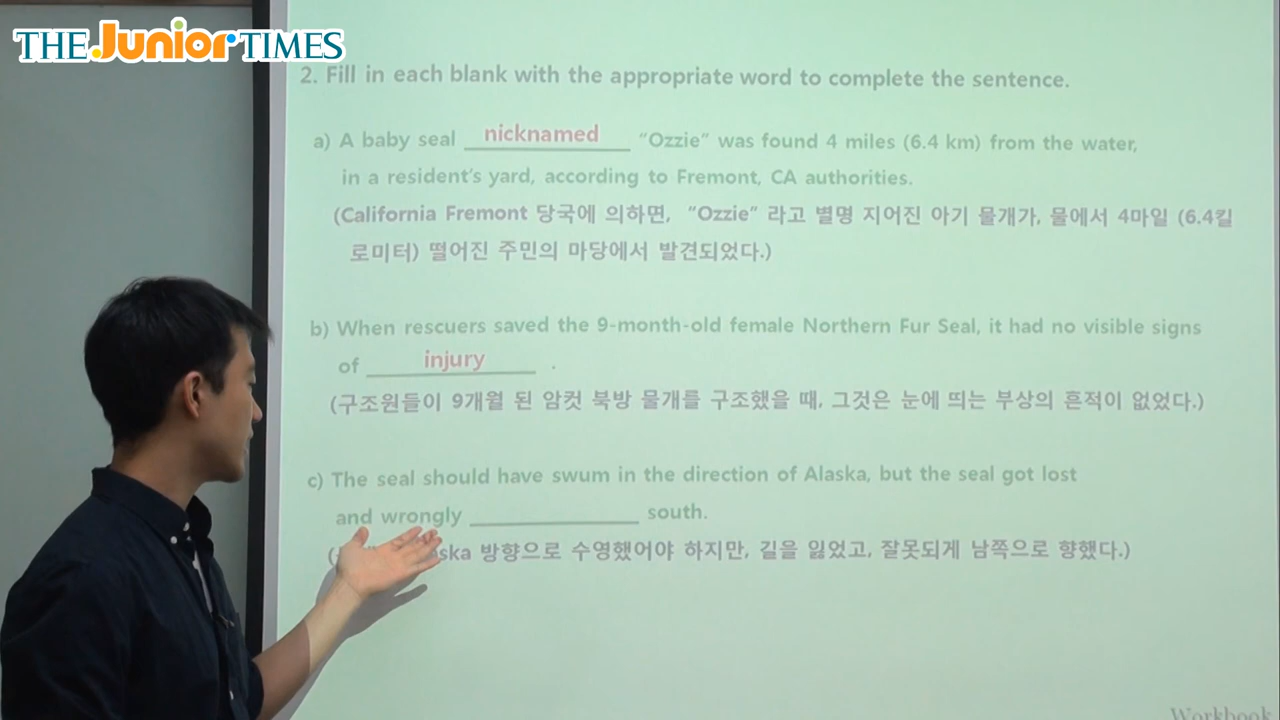 THE Junior TIMES
2. Fill in each blank with the appropriate word to complete the sentence.
a) A baby seal nicknamed “Ozzie” was found 4 miles (6.4 km) from the water,
in a resident’s yard, according to Fremont, CA authorities.
(California Fremont 당국에 의하면, “Ozzie” 라고 별명 지어진 아기 물개가, 물에서 4마일 (6.4킬
로미터) 떨어진 주민의 마당에서 발견되었다.)
b) When rescuers saved the 9-month-old female Northern Fur Seal, it had no visible signs
of injury .
(구조원들이 9개월 된 암컷 북방 물개를 구조했을 때, 그것은 눈에 띄는 부상의 흔적이 없었다.)
c) The seal should have swum in the direction of Alaska, but the seal got lost
and wrongly ____________ south.
방향으로 수영했어야 하지만, 길을 잃었고, 잘못되게 남쪽으로 향했다.)
Workbook